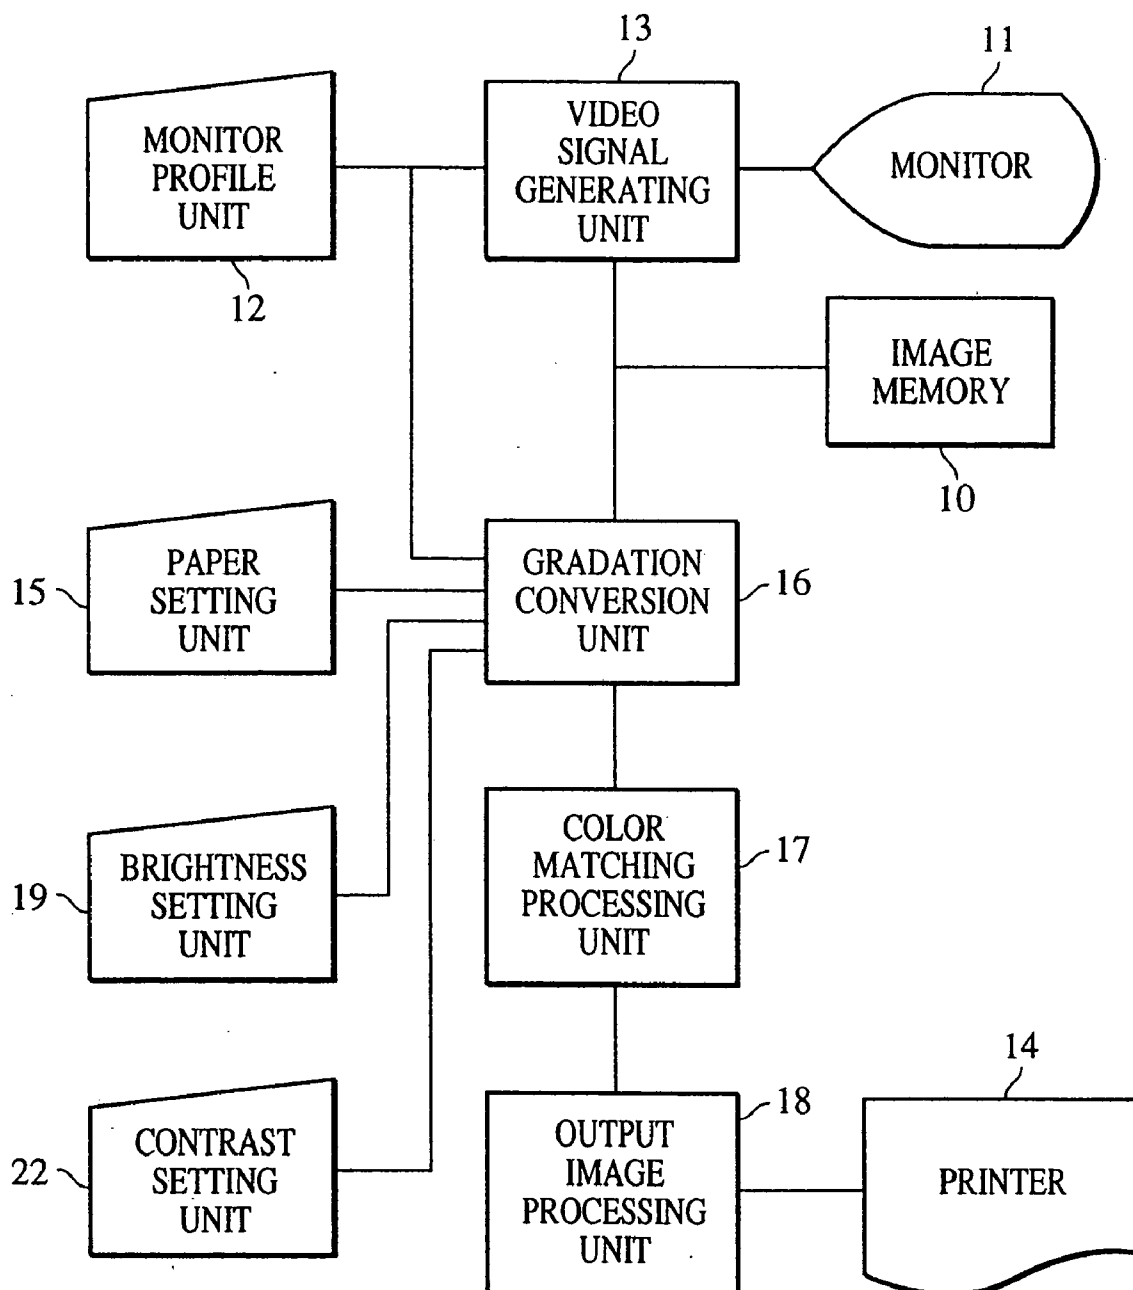 13
11
MONITOR
PROFILE
UNIT
12
VIDEO
SIGNAL
GENERATING
UNIT
MONITOR
IMAGE
MEMORY
10
PAPER
SETTING
UNIT
15
GRADATION
CONVERSION
UNIT
16
BRIGHTNESS
SETTING
UNIT
19
COLOR
MATCHING
PROCESSING
UNIT
17
CONTRAST
SETTING
UNIT
22
OUTPUT
IMAGE
PROCESSING
UNIT
18
14
PRINTER